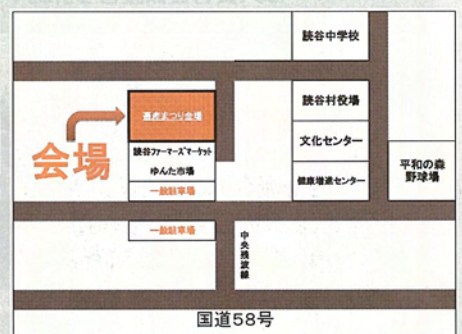 読谷中学校
読谷村役場
文化センター
健康増進センター
平和の森
野球場
会場
読谷ファーマーズマーケット
ゆんた市場
一般駐車場
一般駐車場
中央残波線
国道58号